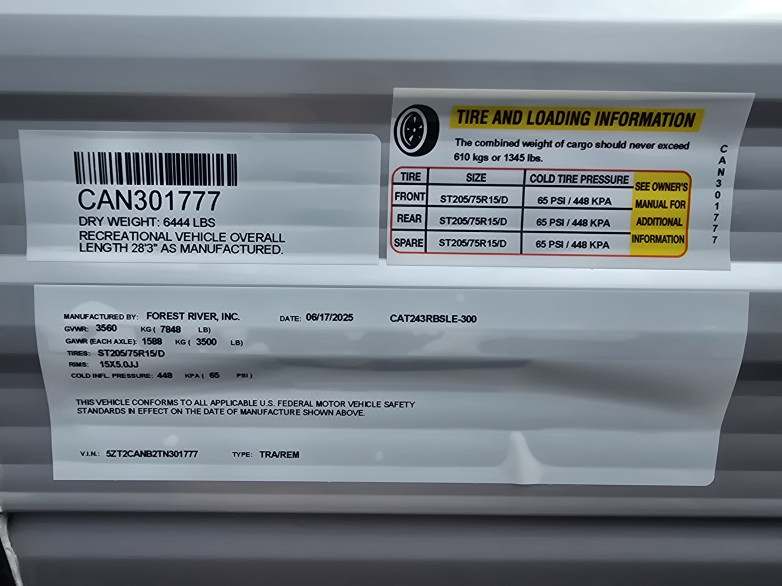 TIRE AND LOADING INFORMATION
The combined weight of cargo should never exceed
610 kgs or 1345 lbs.
TIRE SIZE COLD TIRE PRESSURE SEE OWNER'S MANUAL FOR ADDITIONAL INFORMATION
FRONT ST205/75R15/D 65 PSI / 448 KPA
REAR ST205/75R15/D 65 PSI / 448 KPA
SPARE ST205/75R15/D 65 PSI / 448 KPA
CAN301777
CAN301777
DRY WEIGHT: 6444 LBS
RECREATIONAL VEHICLE OVERALL
LENGTH 28'3" AS MANUFACTURED.
MANUFACTURED BY: FOREST RIVER, INC. DATE: 06/17/2025 CAT243RBSLE-300
GVWR: 3560 KG ( 7848 LB)
GAWR (EACH AXLE): 1588 KG ( 3500 LB)
TIRES: ST205/75R15/D
RIMS: 15X5.0JJ
COLD INFL. PRESSURE: 448 KPA ( 65 PSI )
THIS VEHICLE CONFORMS TO ALL APPLICABLE U.S. FEDERAL MOTOR VEHICLE SAFETY
STANDARDS IN EFFECT ON THE DATE OF MANUFACTURE SHOWN ABOVE.
V.I.N.: 5ZT2CANB2TN301777 TYPE: TRA/REM